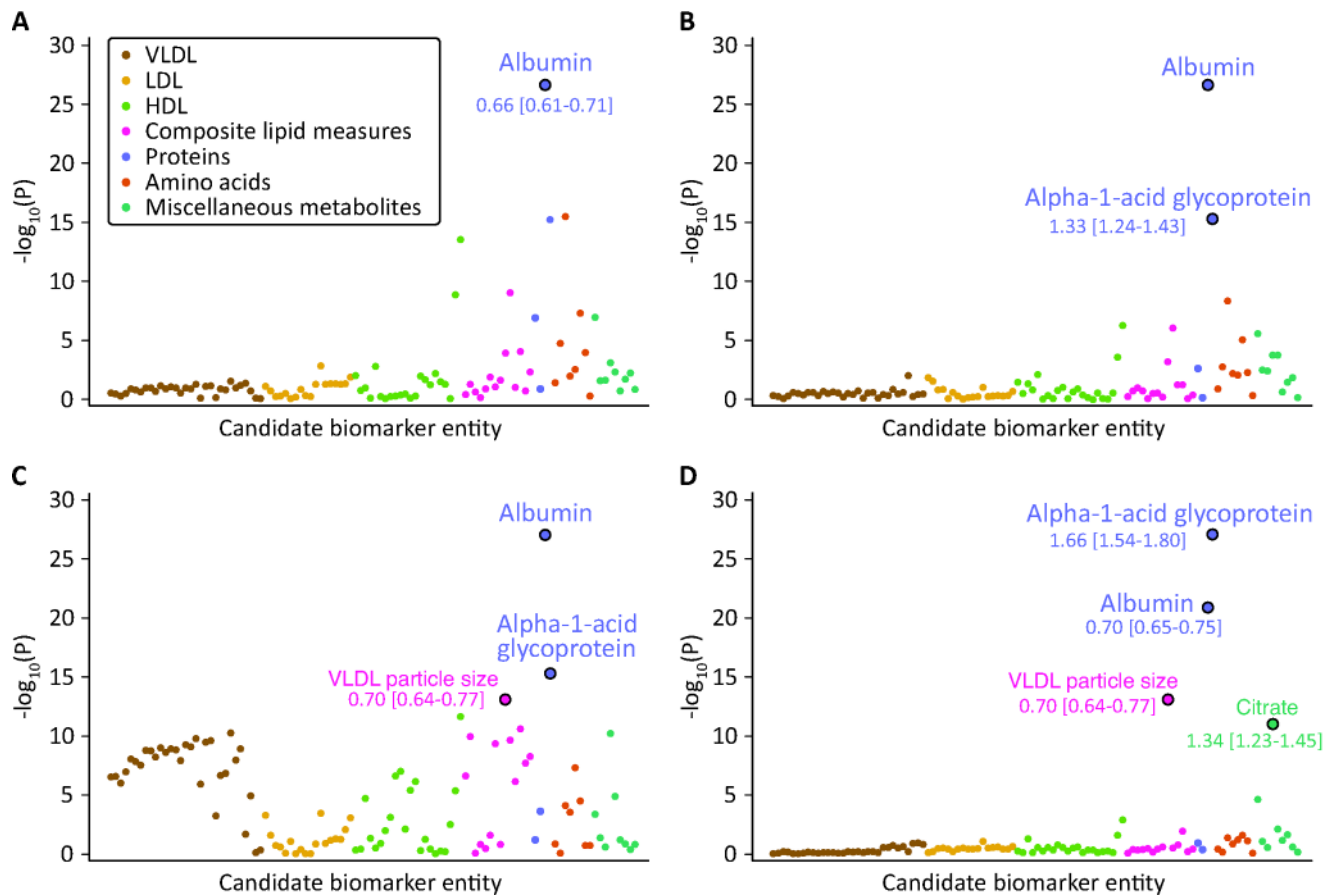 A
30
25
20
15
10
5
0
-log10(P)
VLDL
LDL
HDL
Composite lipid measures
Proteins
Amino acids
Miscellaneous metabolites
Albumin
0.66 [0.61-0.71]
Candidate biomarker entity
B
30
25
20
15
10
5
0
-log10(P)
Albumin
Alpha-1-acid glycoprotein
1.33 [1.24-1.43]
Candidate biomarker entity
C
30
25
20
15
10
5
0
-log10(P)
Albumin
Alpha-1-acid
glycoprotein
VLDL particle size
0.70 [0.64-0.77]
Candidate biomarker entity
D
30
25
20
15
10
5
0
-log10(P)
Alpha-1-acid glycoprotein
1.66 [1.54-1.80]
Albumin
0.70 [0.65-0.75]
VLDL particle size
0.70 [0.64-0.77]
Citrate
1.34 [1.23-1.45]
Candidate biomarker entity